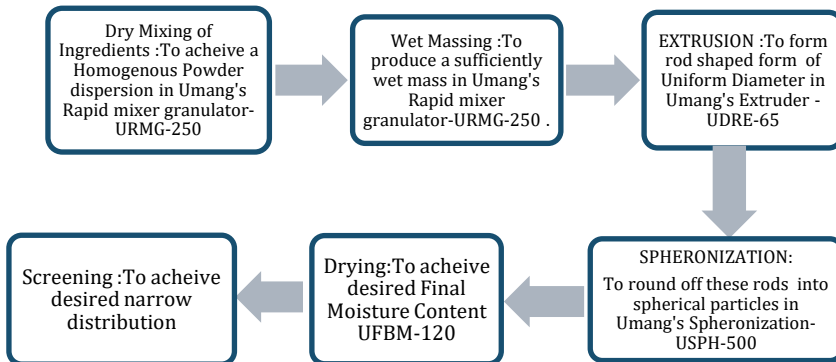 Dry Mixing of
Ingredients :To acheive a
Homogenous Powder
dispersion in Umang's
Rapid mixer granulator-
URMG-250
Wet Massing :To
produce a sufficiently
wet mass in Umang's
Rapid mixer
granulator-URMG-250 .
EXTRUSION :To form
rod shaped form of
Uniform Diameter in
Umang's Extruder -
UDRE-65
SPHERONIZATION:
To round off these rods into
spherical particles in
Umang's Spheronization-
USPH-500
Drying:To acheive
desired Final
Moisture Content
UFBM-120
Screening :To acheive
desired narrow
distribution